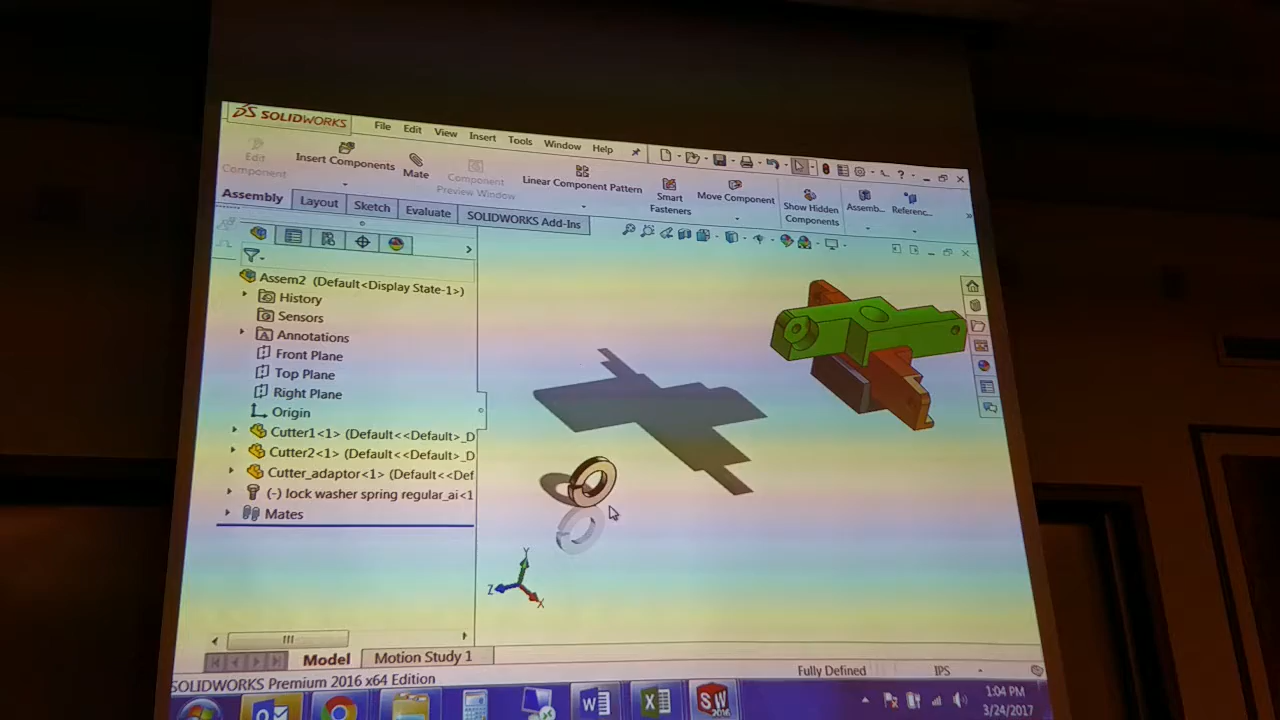 SOLIDWORKS File Edit View Insert Tools Window Help
Edit Component
Insert Components
Mate
Component Preview Window
Linear Component Pattern
Smart Fasteners
Move Component
Show Hidden Components
Assemb...
Referenc...
Assembly Layout Sketch Evaluate SOLIDWORKS Add-Ins
Assem2 (Default<Display State-1>)
History
Sensors
Annotations
Front Plane
Top Plane
Right Plane
Origin
Cutter1<1> (Default<<Default>_D
Cutter2<1> (Default<<Default>_D
Cutter_adaptor<1> (Default<<Def
(-) lock washer spring regular_ai<1
Mates
Y
Z
X
Model Motion Study 1
SOLIDWORKS Premium 2016 x64 Edition
Fully Defined
IPS
SW 2016
1:04 PM
3/24/2017